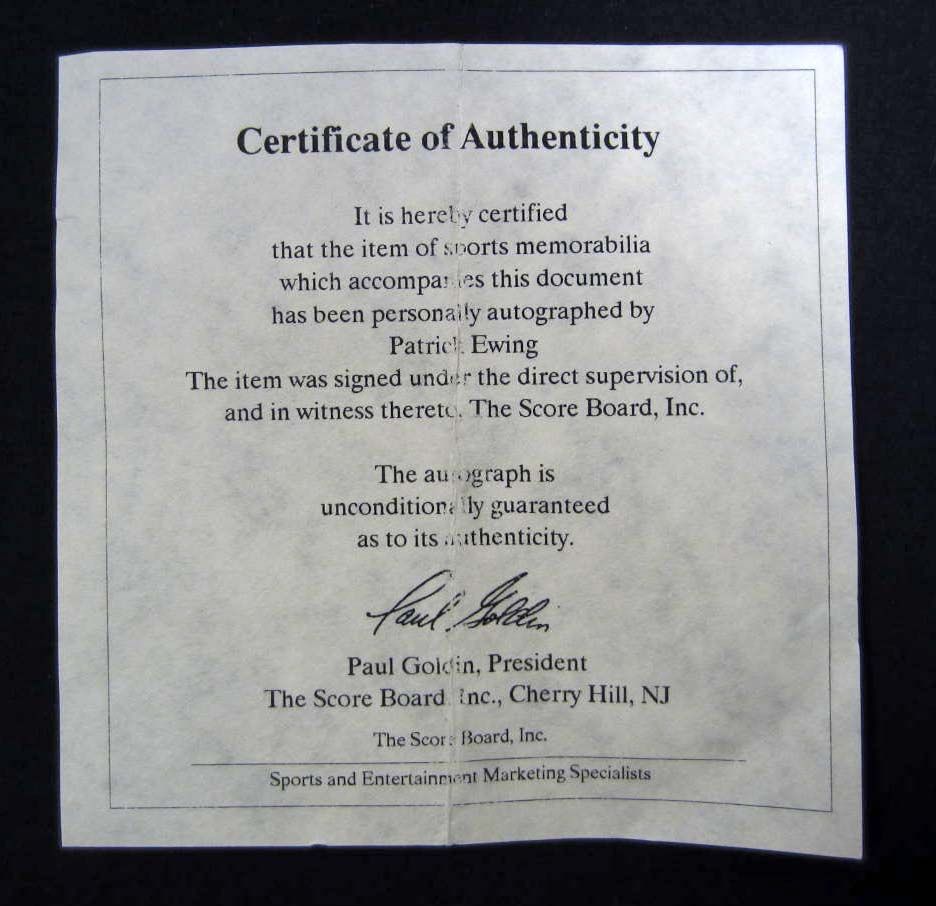 Certificate of Authenticity
It is hereby certified
that the item of sports memorabilia
which accompanies this document
has been personally autographed by
Patrick Ewing
The item was signed under the direct supervision of,
and in witness thereto, The Score Board, Inc.
The autograph is
unconditionally guaranteed
as to its authenticity.
Paul Goldin
Paul Goldin, President
The Score Board Inc., Cherry Hill, NJ
The Score Board, Inc.
Sports and Entertainment Marketing Specialists